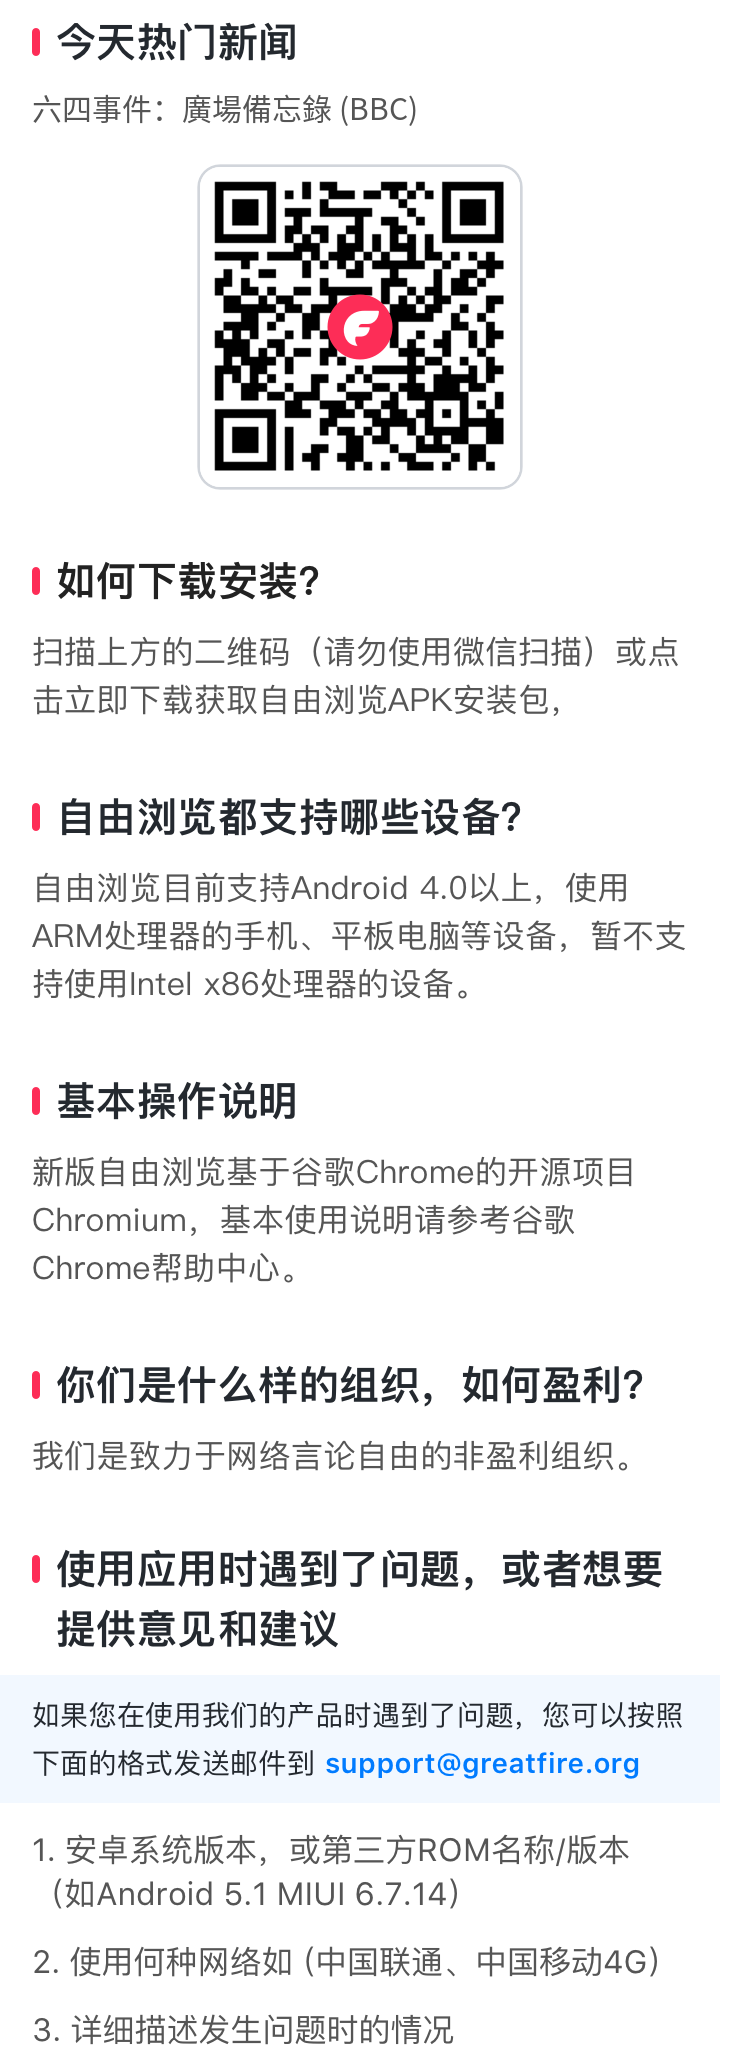 今天热门新闻
六四事件：廣場備忘錄 (BBC)
如何下载安装？
扫描上方的二维码（请勿使用微信扫描）或点
击立即下载获取自由浏览APK安装包，
自由浏览都支持哪些设备？
自由浏览目前支持Android 4.0以上，使用
ARM处理器的手机、平板电脑等设备，暂不支
持使用Intel x86处理器的设备。
基本操作说明
新版自由浏览基于谷歌Chrome的开源项目
Chromium，基本使用说明请参考谷歌
Chrome帮助中心。
你们是什么样的组织，如何盈利？
我们是致力于网络言论自由的非盈利组织。
使用应用时遇到了问题，或者想要
提供意见和建议
如果您在使用我们的产品时遇到了问题，您可以按照
下面的格式发送邮件到 support@greatfire.org
1. 安卓系统版本，或第三方ROM名称/版本
（如Android 5.1 MIUI 6.7.14）
2. 使用何种网络如 (中国联通、中国移动4G）
3. 详细描述发生问题时的情况